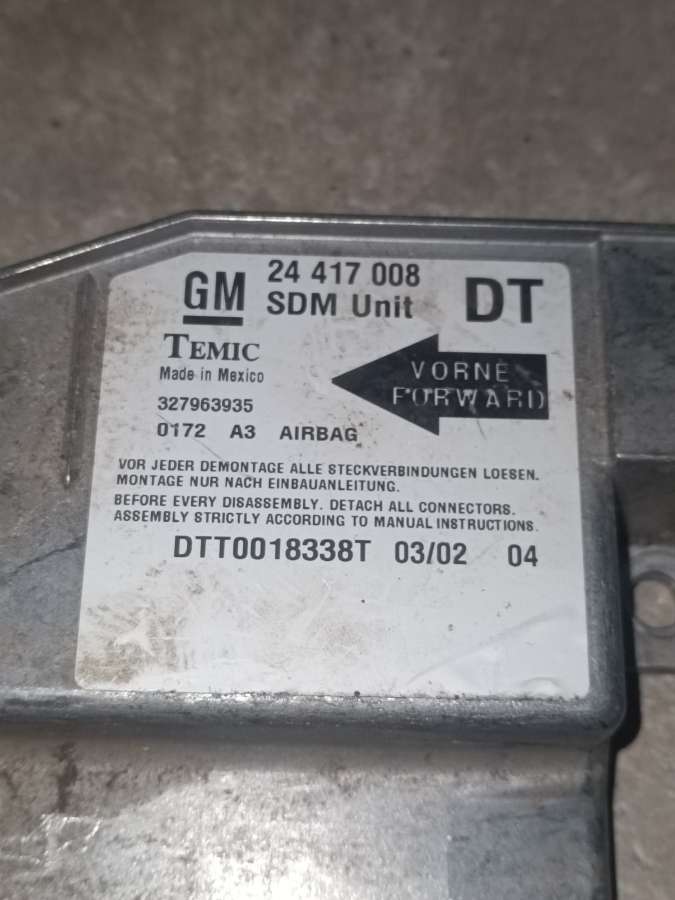 GM
24 417 008
SDM Unit
DT
TEMIC
Made in Mexico
VORNE
FORWARD
327963935
0172 A3 AIRBAG
VOR JEDER DEMONTAGE ALLE STECKVERBINDUNGEN LOESEN.
MONTAGE NUR NACH EINBAUANLEITUNG.
BEFORE EVERY DISASSEMBLY. DETACH ALL CONNECTORS.
ASSEMBLY STRICTLY ACCORDING TO MANUAL INSTRUCTIONS.
DTT0018338T 03/02 04